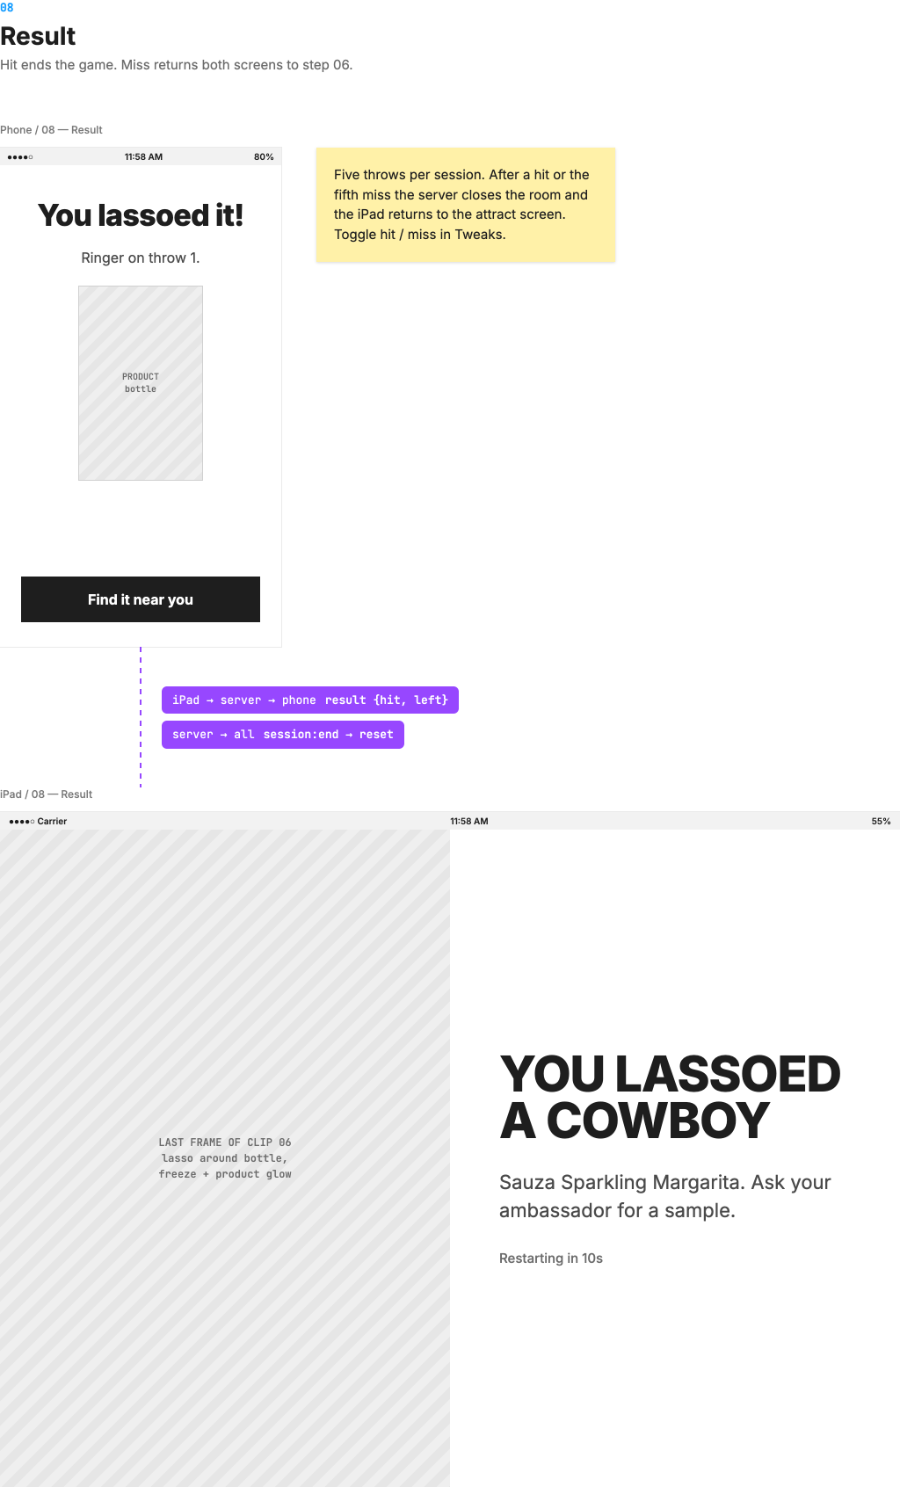 08
Result
Hit ends the game. Miss returns both screens to step 06.
Phone / 08 — Result
11:58 AM
80%
You lassoed it!
Ringer on throw 1.
PRODUCT
bottle
Find it near you
Five throws per session. After a hit or the
fifth miss the server closes the room and
the iPad returns to the attract screen.
Toggle hit / miss in Tweaks.
iPad → server → phone result {hit, left}
server → all session:end → reset
iPad / 08 — Result
Carrier
11:58 AM
55%
LAST FRAME OF CLIP 06
lasso around bottle,
freeze + product glow
YOU LASSOED
A COWBOY
Sauza Sparkling Margarita. Ask your
ambassador for a sample.
Restarting in 10s